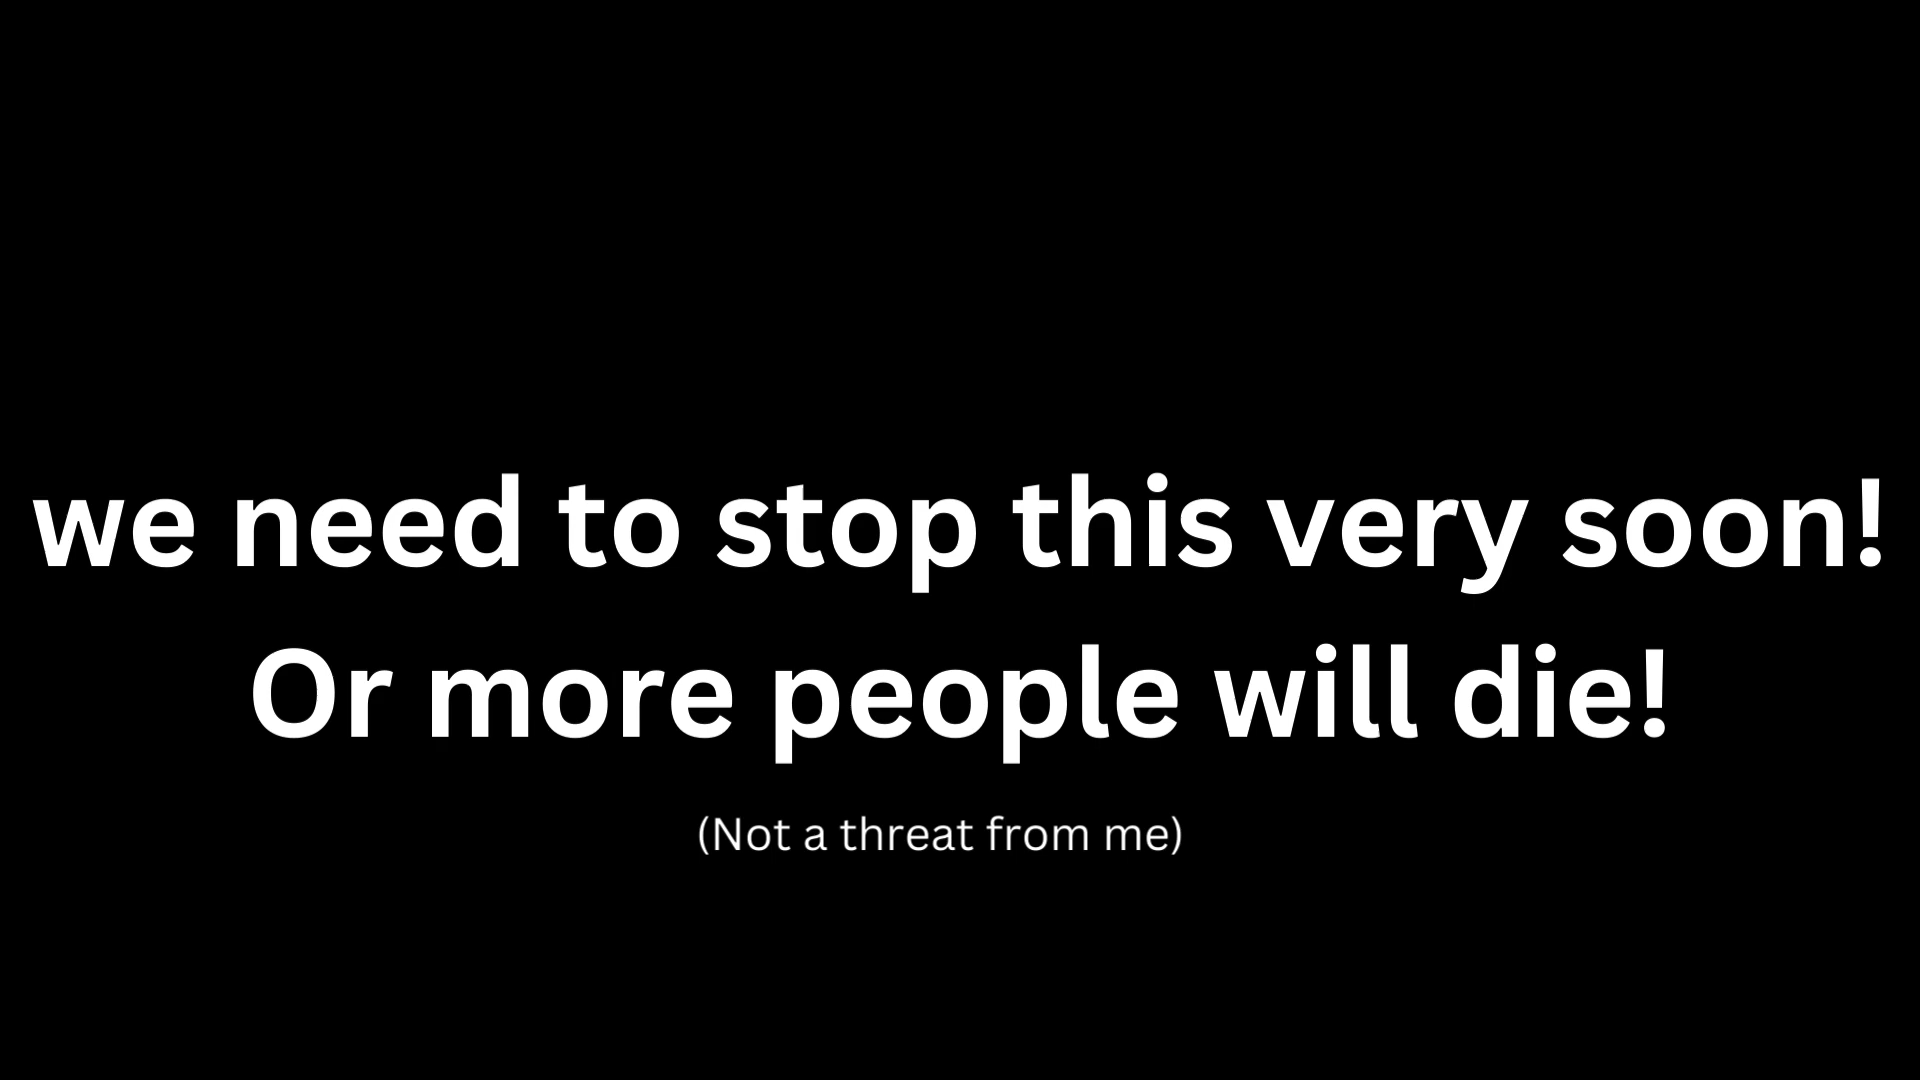 we need to stop this very soon!
Or more people will die!
(Not a threat from me)